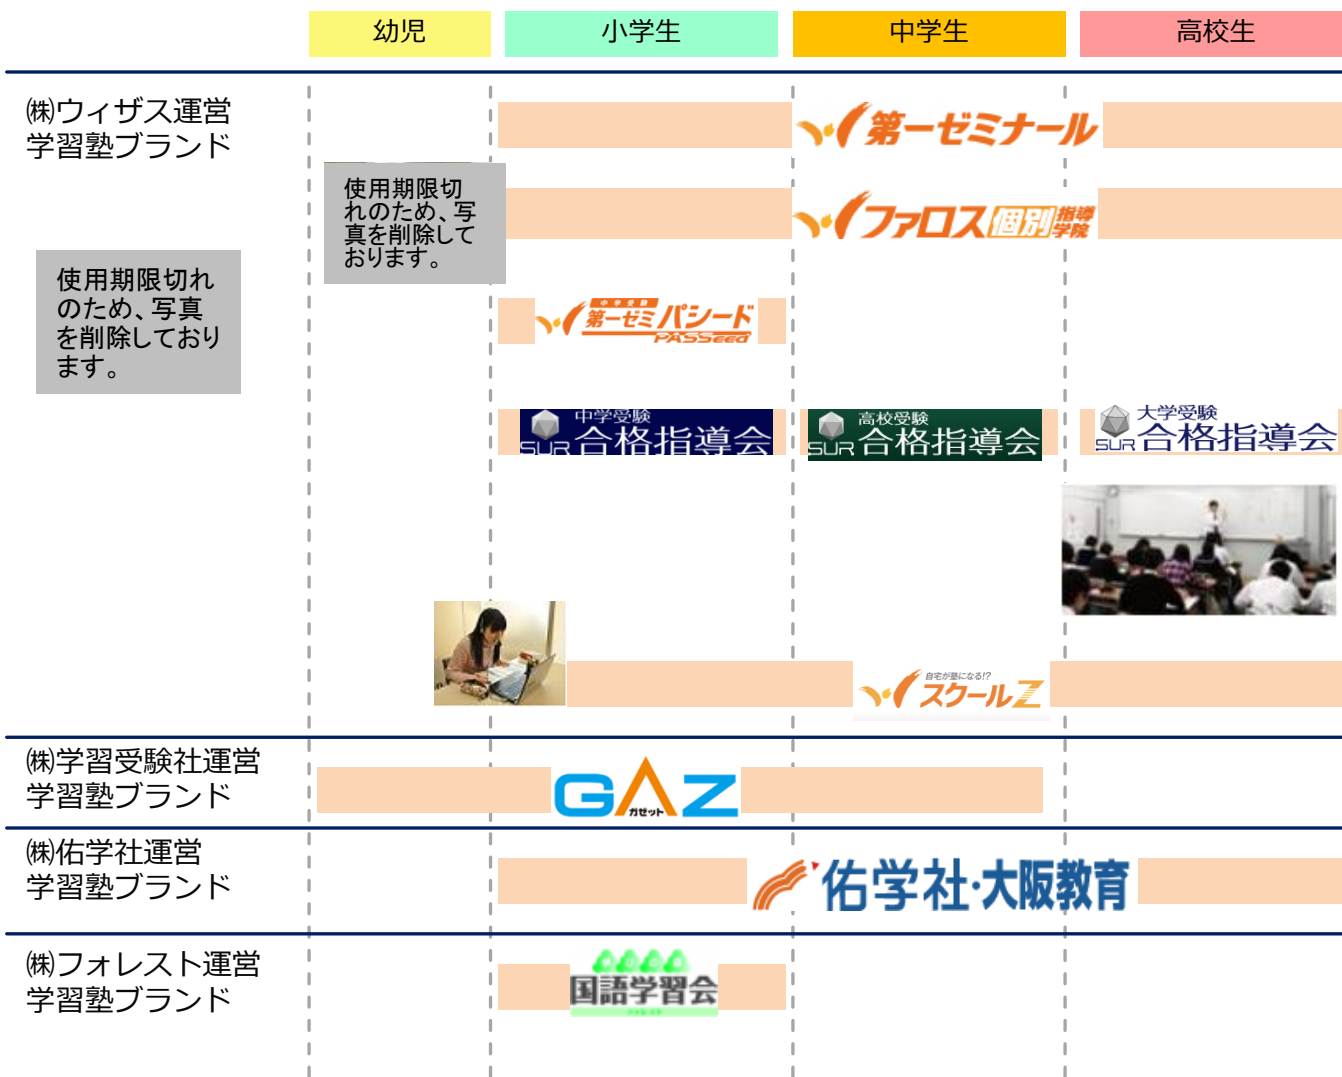 幼児
小学生
中学生
高校生
㈱ウィザス運営
学習塾ブランド
第一ゼミナール
使用期限切
れのため、写
真を削除して
おります。
ファロス個別指導学院
使用期限切れ
のため、写真
を削除しており
ます。
中学受験
第一ゼミパシード
PASSeed
中学受験
SUR 合格指導会
高校受験
SUR 合格指導会
大学受験
SUR 合格指導会
自宅が塾になる!?
スクールZ
㈱学習受験社運営
学習塾ブランド
GAZ
ガゼット
㈱佑学社運営
学習塾ブランド
佑学社・大阪教育
㈱フォレスト運営
学習塾ブランド
国語学習会